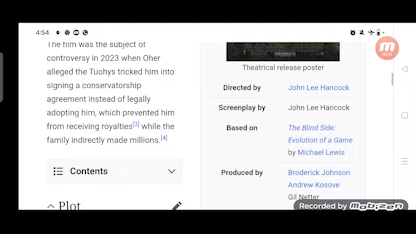 4:54
The film was the subject of
controversy in 2023 when Oher
alleged the Tuohys tricked him into
signing a conservatorship
agreement instead of legally
adopting him, which prevented him
from receiving royalties[3] while the
family indirectly made millions.[4]
Contents
Plot
Theatrical release poster
Directed by John Lee Hancock
Screenplay by John Lee Hancock
Based on The Blind Side:
Evolution of a Game
by Michael Lewis
Produced by Broderick Johnson
Andrew Kosove
Gil Netter
Recorded by Mobizen